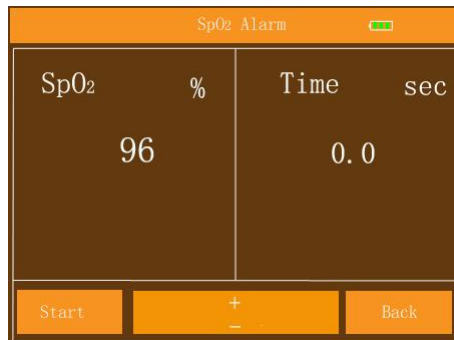 SpO₂ Alarm
SpO₂ % Time sec
96 0.0
Start + Back
−